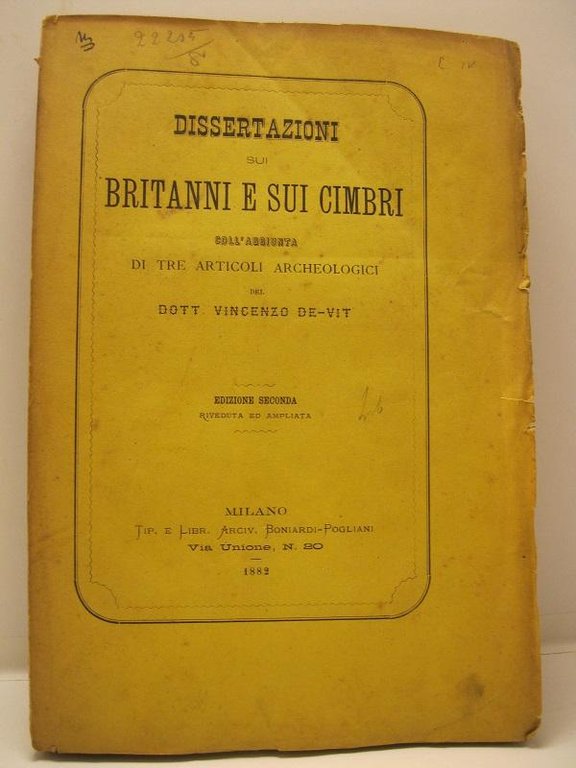 22205
DISSERTAZIONI
SUI
BRITANNI E SUI CIMBRI
COLL'AGGIUNTA
DI TRE ARTICOLI ARCHEOLOGICI
DEL
DOTT. VINCENZO DE-VIT
EDIZIONE SECONDA
RIVEDUTA ED AMPLIATA
MILANO
TIP. E LIBR. ARCIV. BONIARDI-POGLIANI
Via Unione, N. 20
1882